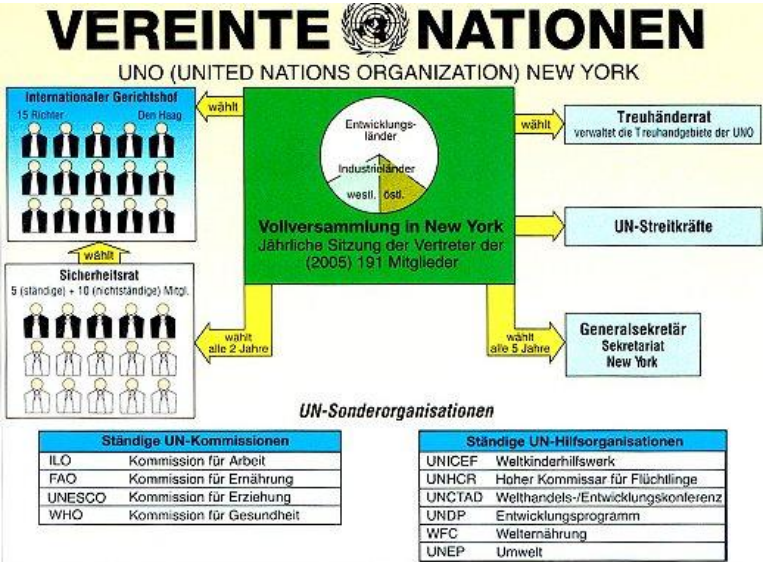 VEREINTE NATIONEN
UNO (UNITED NATIONS ORGANIZATION) NEW YORK
Internationaler Gerichtshof
15 Richter Den Haag
wählt
Entwicklungs-
länder
Industrieländer
westl. östl.
Vollversammlung in New York
Jährliche Sitzung der Vertreter der
(2005) 191 Mitglieder
wählt
Treuhänderrat
verwaltet die Treuhandgebiete der UNO
UN-Streitkräfte
wählt
Sicherheitsrat
5 (ständige) + 10 (nichtständige) Mitgl.
wählt
alle 2 Jahre
wählt
alle 5 Jahre
Generalsekretär
Sekretariat
New York
UN-Sonderorganisationen
Ständige UN-Kommissionen
ILO Kommission für Arbeit
FAO Kommission für Ernährung
UNESCO Kommission für Erziehung
WHO Kommission für Gesundheit
Ständige UN-Hilfsorganisationen
UNICEF Weltkinderhilfswerk
UNHCR Hoher Kommissar für Flüchtlinge
UNCTAD Welthandels-/Entwicklungskonferenz
UNDP Entwicklungsprogramm
WFC Welternährung
UNEP Umwelt